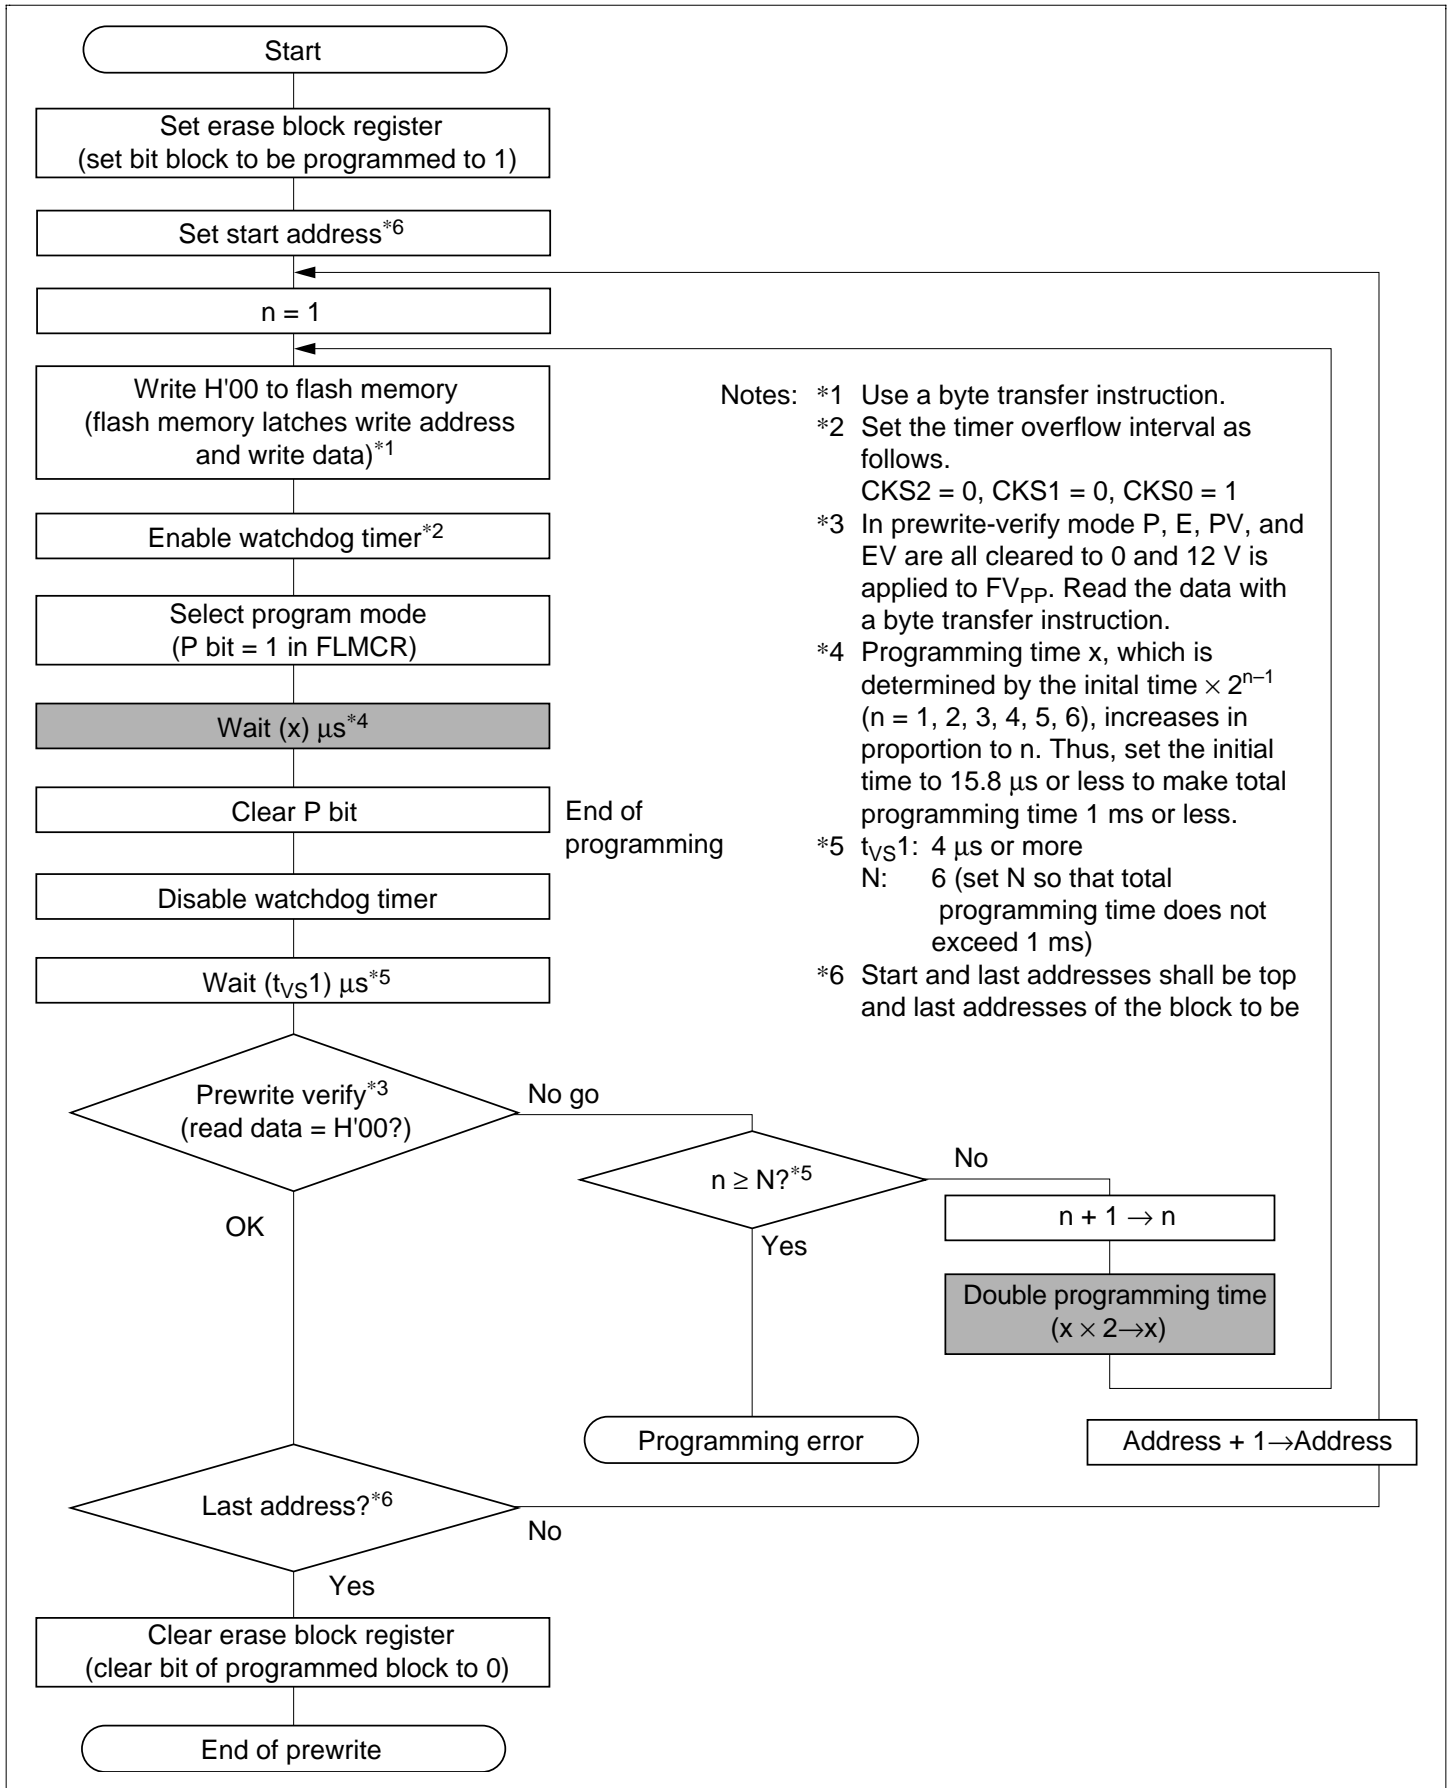 Start
Set erase block register
(set bit block to be programmed to 1)
Set start address*6
n = 1
Write H'00 to flash memory
(flash memory latches write address
and write data)*1
Enable watchdog timer*2
Select program mode
(P bit = 1 in FLMCR)
Wait (x) μs*4
Clear P bit
End of
programming
Disable watchdog timer
Wait (tVS1) μs*5
Prewrite verify*3
(read data = H'00?)
No go
OK
n ≥ N?*5
No
Yes
n + 1 → n
Double programming time
(x × 2→x)
Programming error
Address + 1→Address
Last address?*6
No
Yes
Clear erase block register
(clear bit of programmed block to 0)
End of prewrite
Notes: *1 Use a byte transfer instruction.
*2 Set the timer overflow interval as
follows.
CKS2 = 0, CKS1 = 0, CKS0 = 1
*3 In prewrite-verify mode P, E, PV, and
EV are all cleared to 0 and 12 V is
applied to FVPP. Read the data with
a byte transfer instruction.
*4 Programming time x, which is
determined by the inital time × 2n–1
(n = 1, 2, 3, 4, 5, 6), increases in
proportion to n. Thus, set the initial
time to 15.8 μs or less to make total
programming time 1 ms or less.
*5 tVS1: 4 μs or more
N: 6 (set N so that total
programming time does not
exceed 1 ms)
*6 Start and last addresses shall be top
and last addresses of the block to be